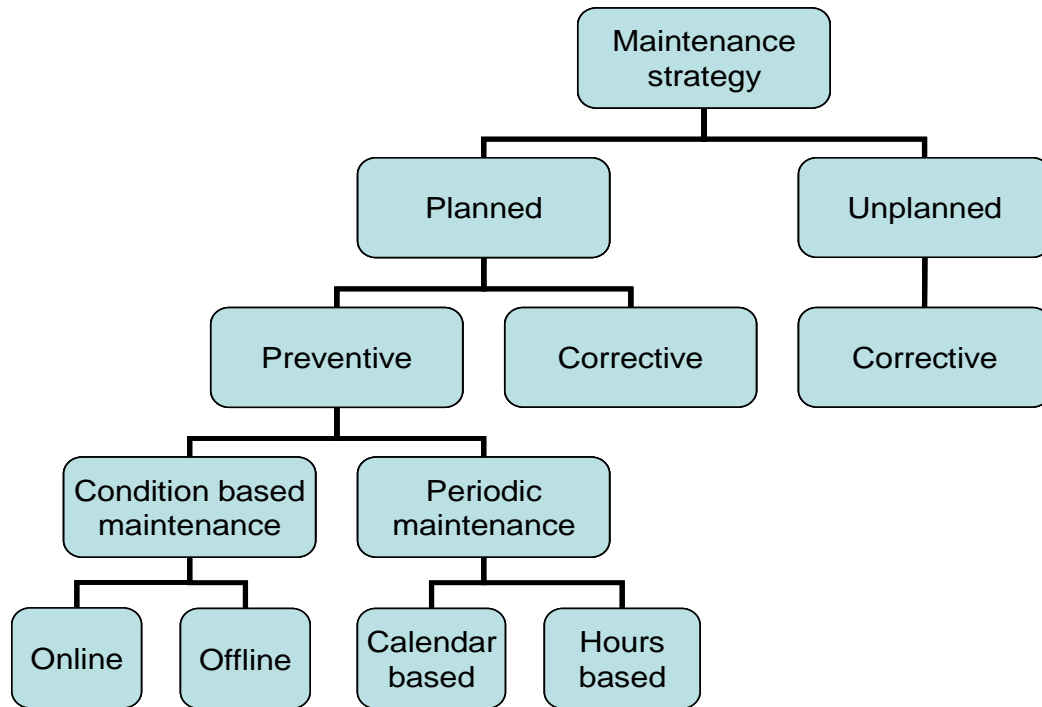 Maintenance
strategy
Planned
Unplanned
Preventive
Corrective
Corrective
Condition based
maintenance
Periodic
maintenance
Online
Offline
Calendar
based
Hours
based